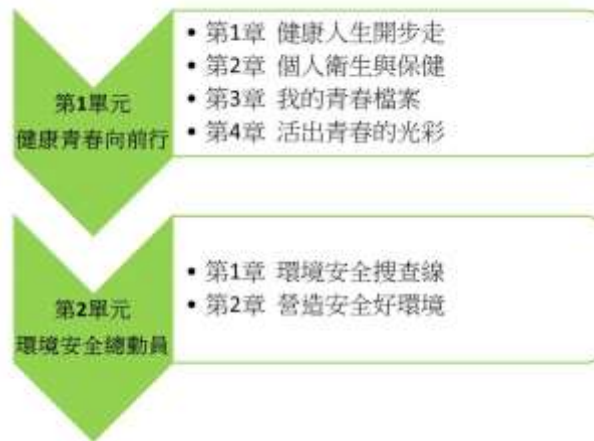 第1單元
健康青春向前行
• 第1章 健康人生開步走
• 第2章 個人衛生與保健
• 第3章 我的青春檔案
• 第4章 活出青春的光彩
第2單元
環境安全總動員
• 第1章 環境安全搜查線
• 第2章 營造安全好環境